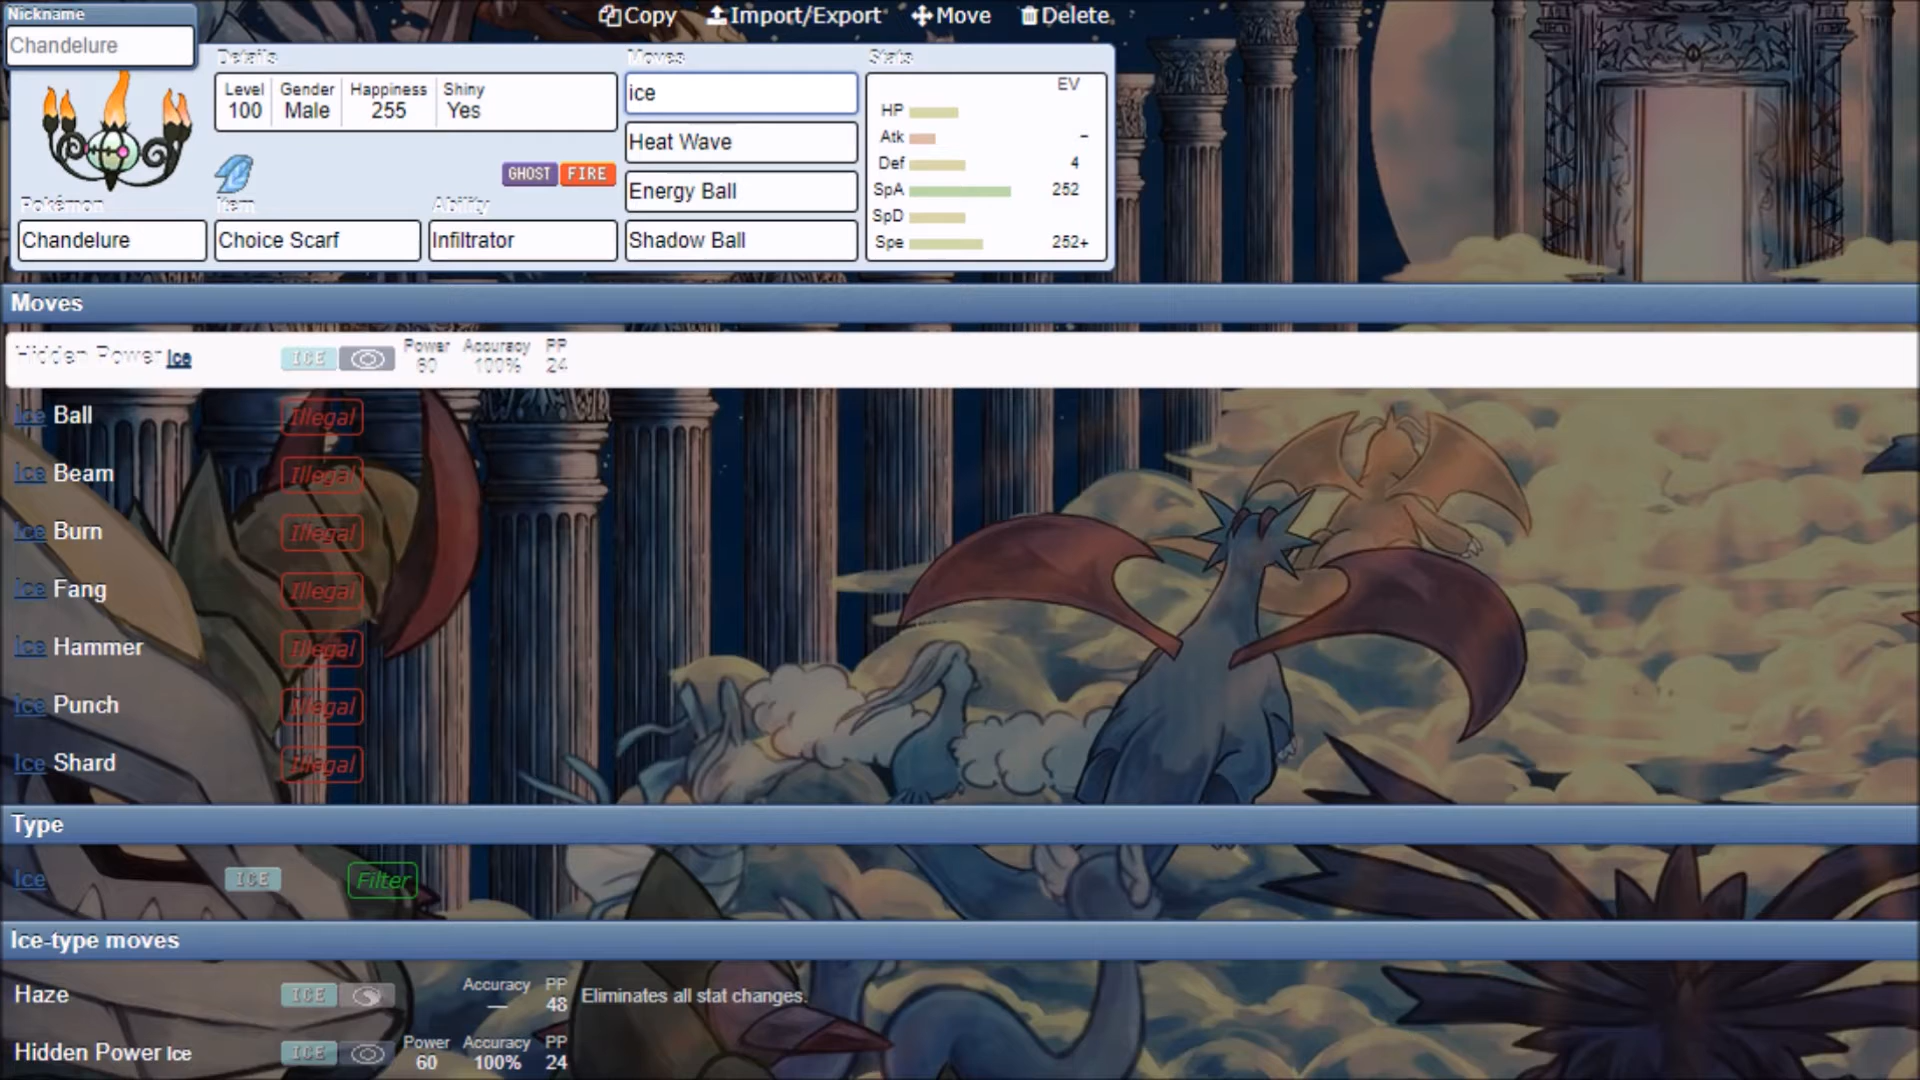 Nickname
Chandelure
Copy Import/Export Move Delete
Details
Level Gender Happiness Shiny
100 Male 255 Yes
GHOST FIRE
Pokémon Item Ability
Chandelure Choice Scarf Infiltrator
Moves
ice
Heat Wave
Energy Ball
Shadow Ball
Stats
EV
HP
Atk –
Def 4
SpA 252
SpD
Spe 252+
Moves
Hidden Power Ice ICE Power 60 Accuracy 100% PP 24
Ice Ball Illegal
Ice Beam Illegal
Ice Burn Illegal
Ice Fang Illegal
Ice Hammer Illegal
Ice Punch Illegal
Ice Shard Illegal
Type
Ice ICE Filter
Ice-type moves
Haze ICE Accuracy — PP 48 Eliminates all stat changes.
Hidden Power Ice ICE Power 60 Accuracy 100% PP 24